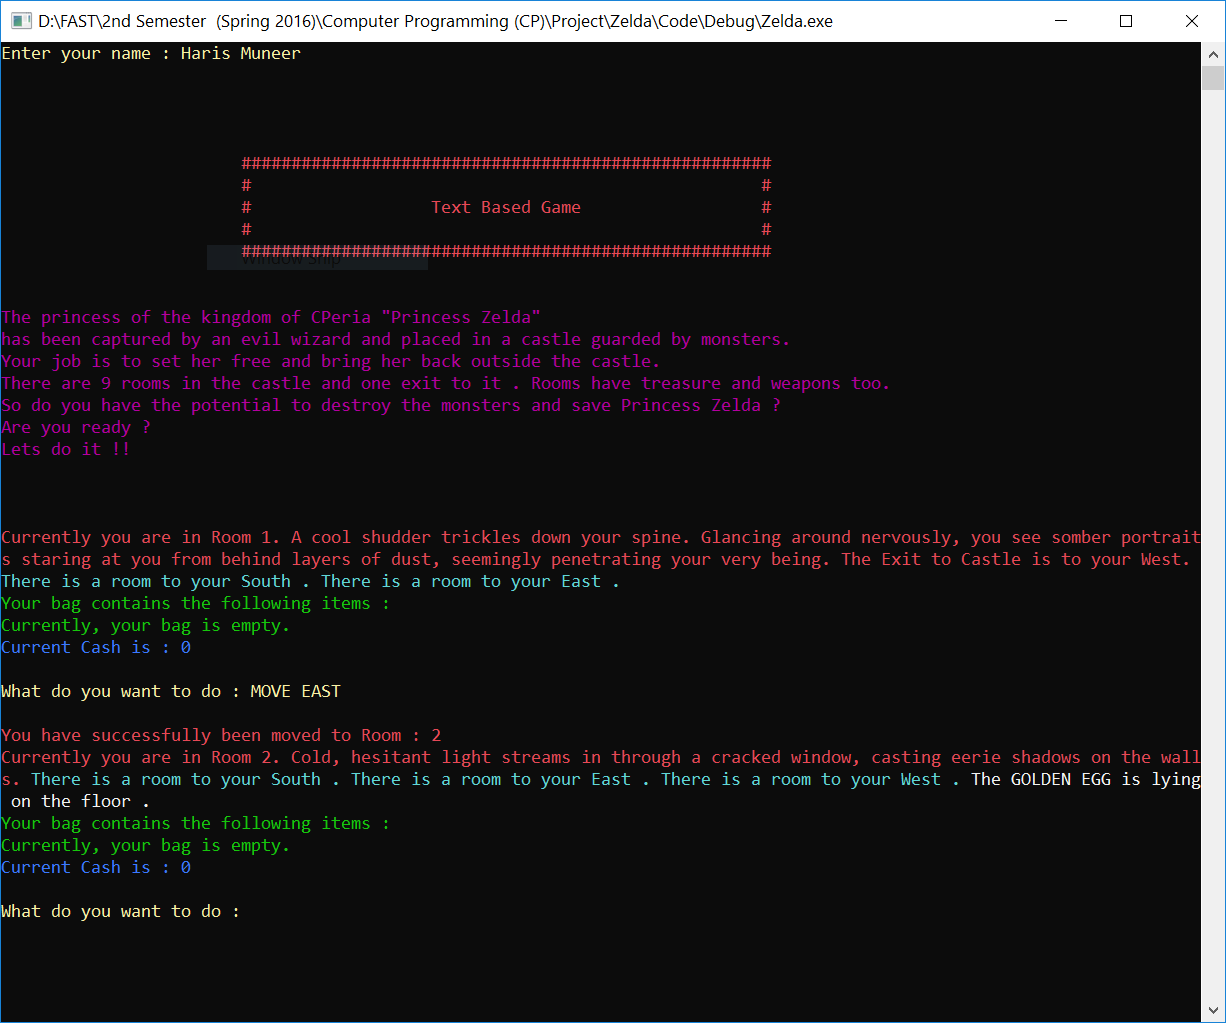 D:\FAST\2nd Semester  (Spring 2016)\Computer Programming (CP)\Project\Zelda\Code\Debug\Zelda.exe
Enter your name : Haris Muneer
#####################################################
#                                                   #
#                  Text Based Game                  #
#                                                   #
#####################################################
The princess of the kingdom of CPeria "Princess Zelda"
has been captured by an evil wizard and placed in a castle guarded by monsters.
Your job is to set her free and bring her back outside the castle.
There are 9 rooms in the castle and one exit to it . Rooms have treasure and weapons too.
So do you have the potential to destroy the monsters and save Princess Zelda ?
Are you ready ?
Lets do it !!
Currently you are in Room 1. A cool shudder trickles down your spine. Glancing around nervously, you see somber portrait
s staring at you from behind layers of dust, seemingly penetrating your very being. The Exit to Castle is to your West.
There is a room to your South . There is a room to your East .
Your bag contains the following items :
Currently, your bag is empty.
Current Cash is : 0
What do you want to do : MOVE EAST
You have successfully been moved to Room : 2
Currently you are in Room 2. Cold, hesitant light streams in through a cracked window, casting eerie shadows on the wall
s. There is a room to your South . There is a room to your East . There is a room to your West . The GOLDEN EGG is lying
 on the floor .
Your bag contains the following items :
Currently, your bag is empty.
Current Cash is : 0
What do you want to do :